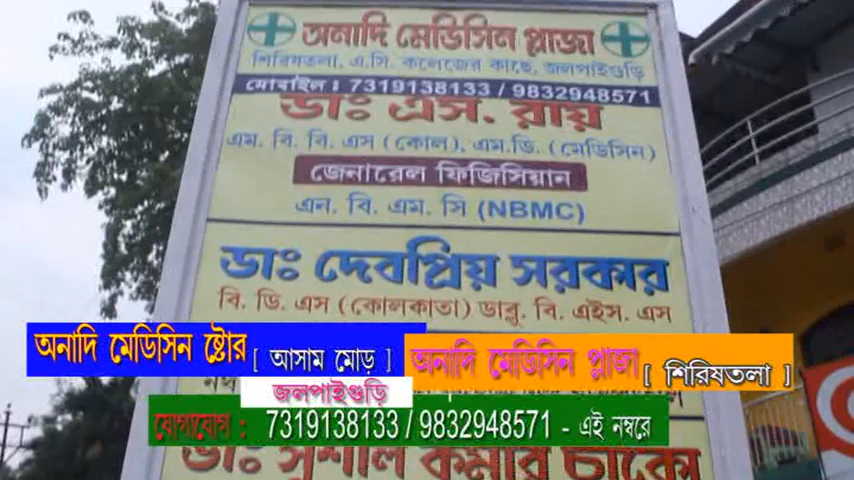 অনাদি মেডিসিন প্লাজা
শিরিষতলা, এ.সি. কলেজের কাছে, জলপাইগুড়ি
মোবাইল : 7319138133 / 9832948571
ডাঃ এস. রায়
এম. বি. বি. এস (কোল), এম.ডি. (মেডিসিন)
জেনারেল ফিজিসিয়ান
এন. বি. এম. সি (NBMC)
ডাঃ দেবপ্রিয় সরকার
বি. ডি. এস (কোলকাতা) ডাব্লু. বি. এইস. এস
অনাদি মেডিসিন ষ্টোর [ আসাম মোড় ] অনাদি মেডিসিন প্লাজা [ শিরিষতলা ]
জলপাইগুড়ি
যোগাযোগ : 7319138133 / 9832948571 - এই নম্বরে
ডাঃ সুশীল কুমার